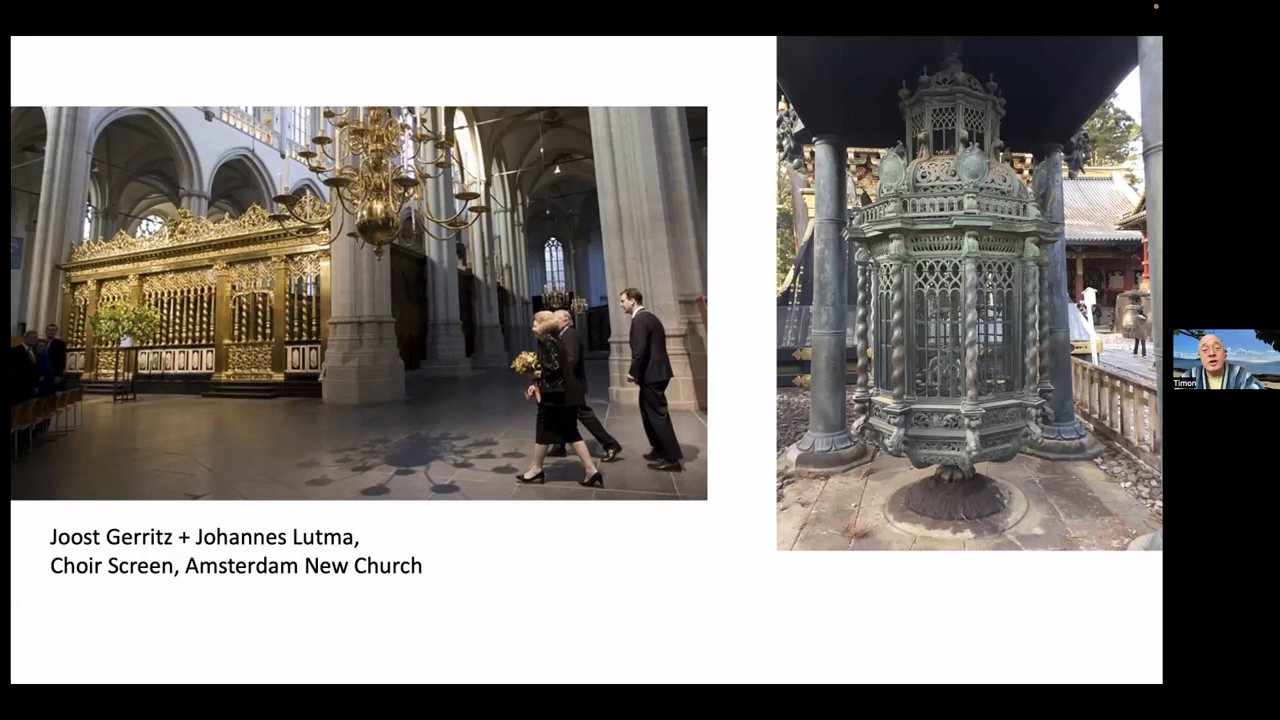 Joost Gerritz + Johannes Lutma,
Choir Screen, Amsterdam New Church
Timon